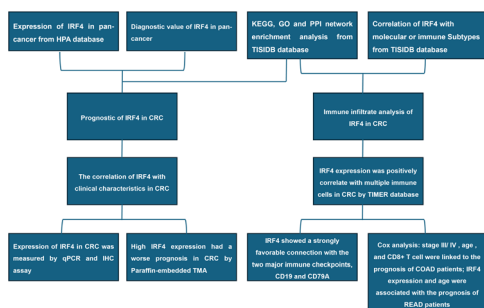 Expression of IRF4 in pan-
cancer from HPA database
Diagnostic value of IRF4 in pan-
cancer
KEGG, GO and PPI network
enrichment analysis from
TISIDB database
Correlation of IRF4 with
molecular or immune Subtypes
from TISIDB database
Prognostic of IRF4 in CRC
Immune infiltrate analysis of
IRF4 in CRC
The correlation of IRF4 with
clinical characteristics in CRC
IRF4 expression was positively
correlate with multiple immune
cells in CRC by TIMER database
Expression of IRF4 in CRC was
measured by qPCR and IHC
assay
High IRF4 expression had a
worse prognosis in CRC by
Paraffin-embedded TMA
IRF4 showed a strongly
favorable connection with the
two major immune checkpoints,
CD19 and CD79A
Cox analysis: stage III/ IV , age ,
and CD8+ T cell were linked to the
prognosis of COAD patients; IRF4
expression and age were
associated with the prognosis of
READ patients